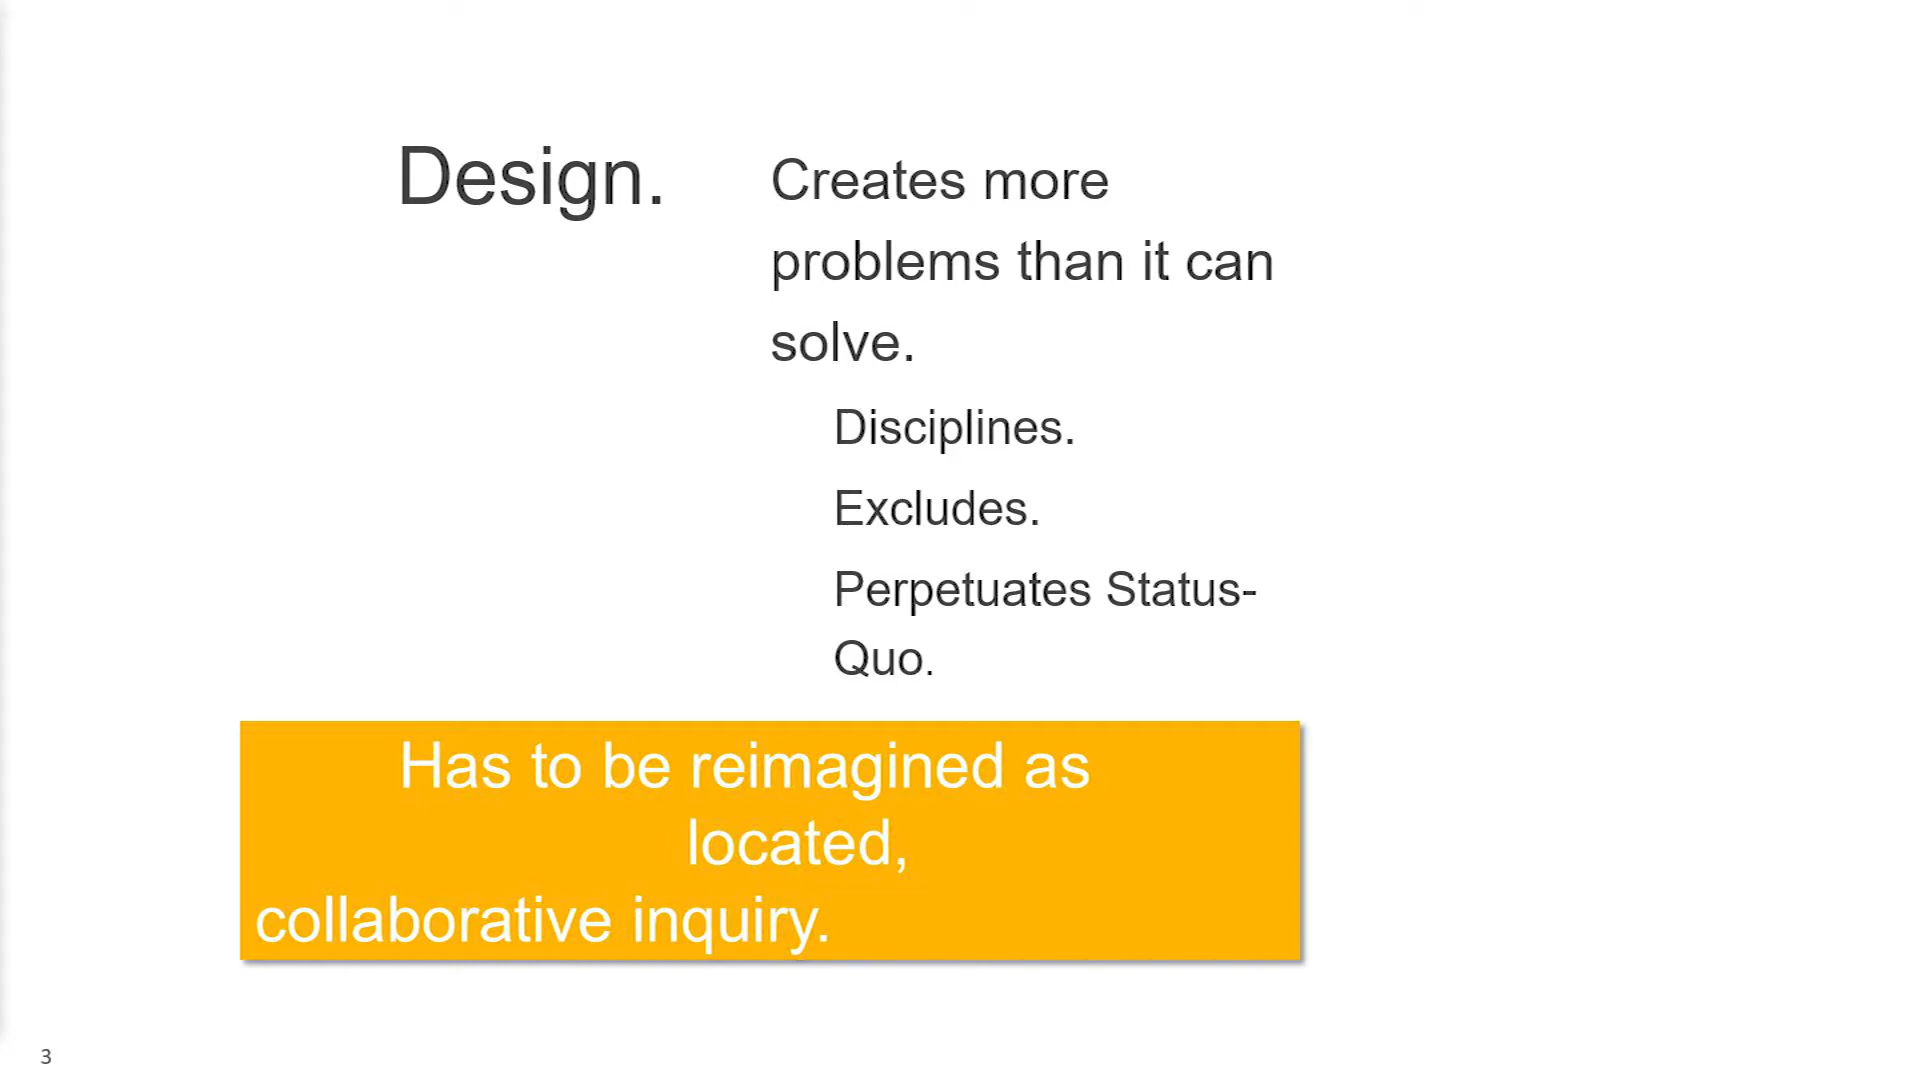 Design.
Creates more
problems than it can
solve.
Disciplines.
Excludes.
Perpetuates Status-
Quo.
Has to be reimagined as
located,
collaborative inquiry.
3